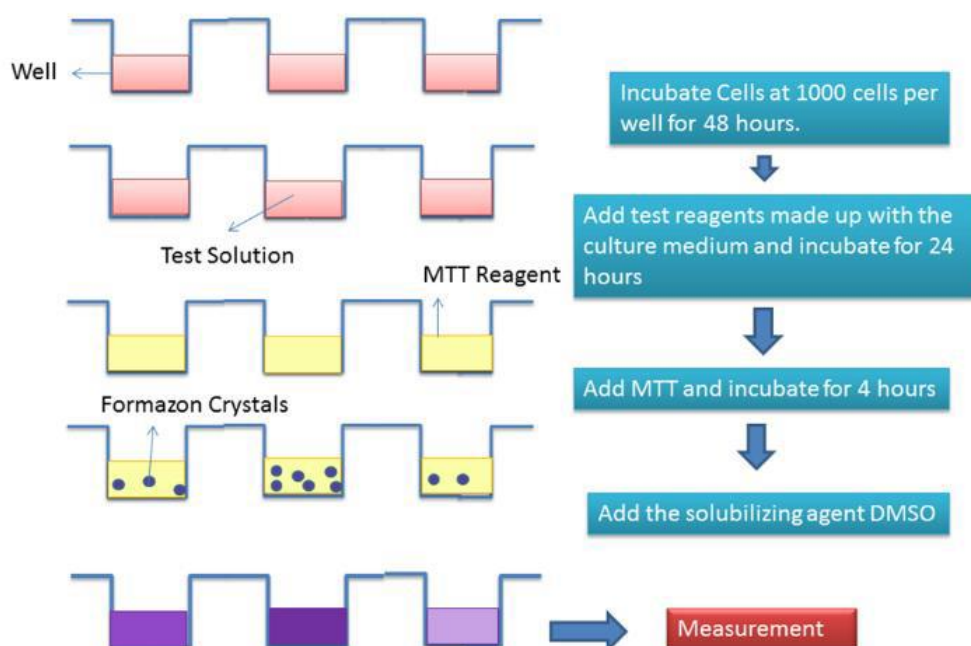 Well
Test Solution
MTT Reagent
Formazon Crystals
Incubate Cells at 1000 cells per
well for 48 hours.
Add test reagents made up with the
culture medium and incubate for 24
hours
Add MTT and incubate for 4 hours
Add the solubilizing agent DMSO
Measurement